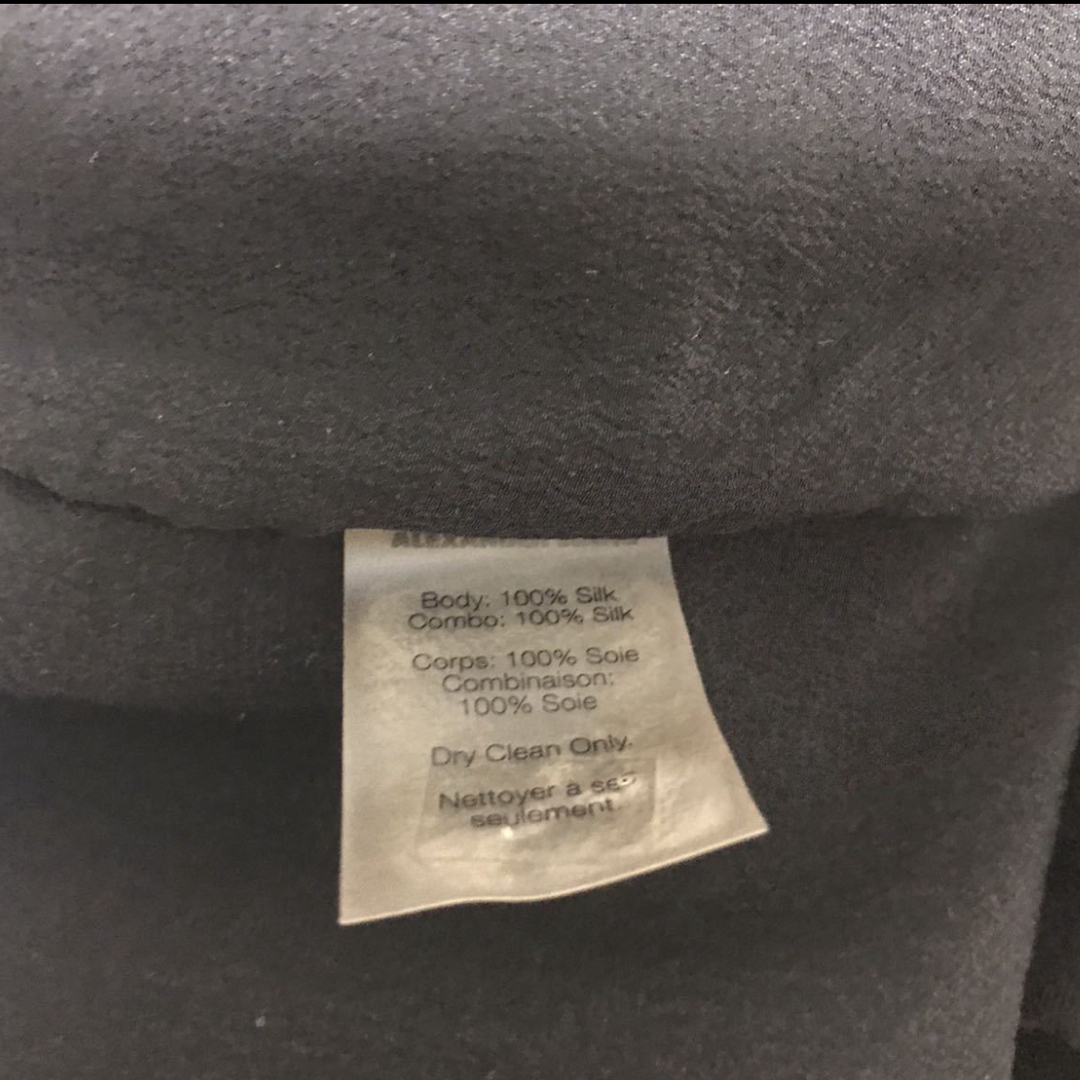 Body: 100% Silk
Combo: 100% Silk
Corps: 100% Soie
Combinaison:
100% Soie
Dry Clean Only.
Nettoyer à sec
seulement.